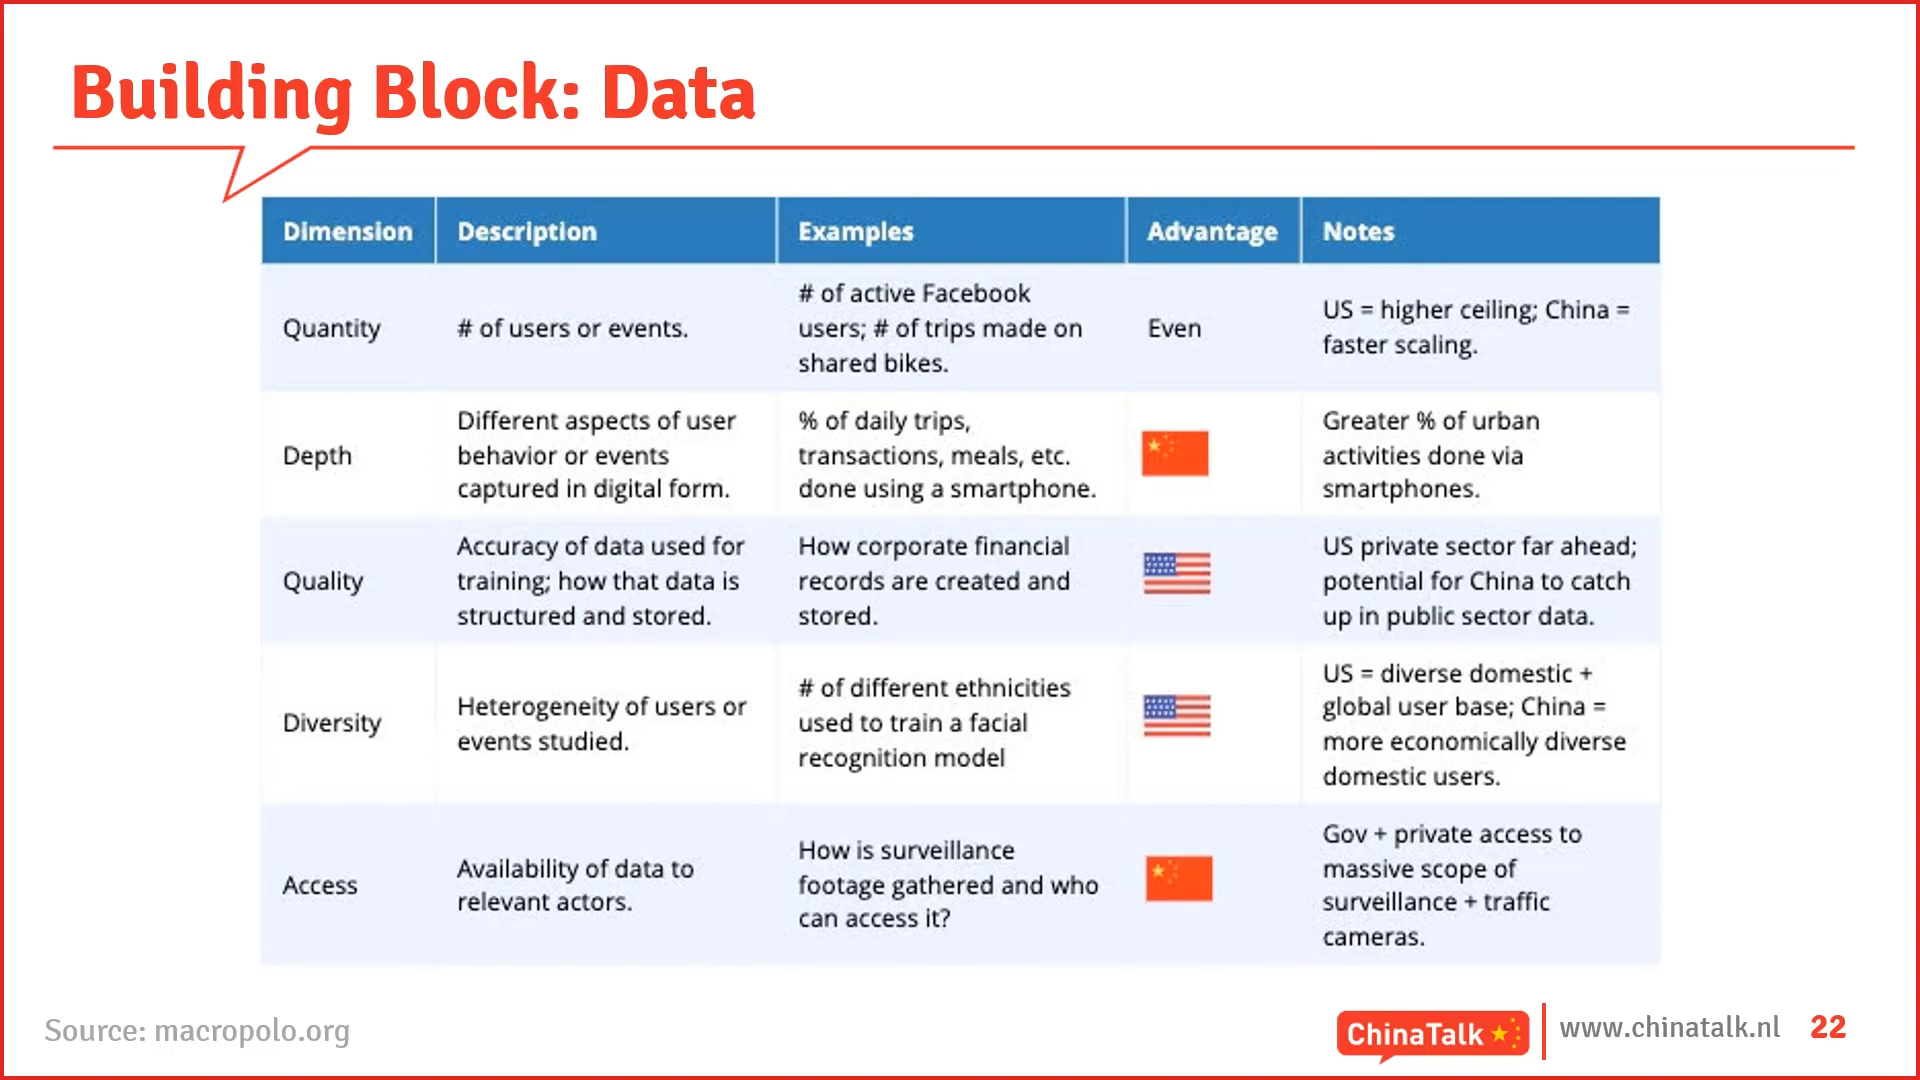 Building Block: Data
Dimension
Description
Examples
Advantage
Notes
Quantity
# of users or events.
# of active Facebook
users; # of trips made on
shared bikes.
Even
US = higher ceiling; China =
faster scaling.
Depth
Different aspects of user
behavior or events
captured in digital form.
% of daily trips,
transactions, meals, etc.
done using a smartphone.
Greater % of urban
activities done via
smartphones.
Quality
Accuracy of data used for
training; how that data is
structured and stored.
How corporate financial
records are created and
stored.
US private sector far ahead;
potential for China to catch
up in public sector data.
Diversity
Heterogeneity of users or
events studied.
# of different ethnicities
used to train a facial
recognition model
US = diverse domestic +
global user base; China =
more economically diverse
domestic users.
Access
Availability of data to
relevant actors.
How is surveillance
footage gathered and who
can access it?
Gov + private access to
massive scope of
surveillance + traffic
cameras.
Source: macropolo.org
ChinaTalk
www.chinatalk.nl
22